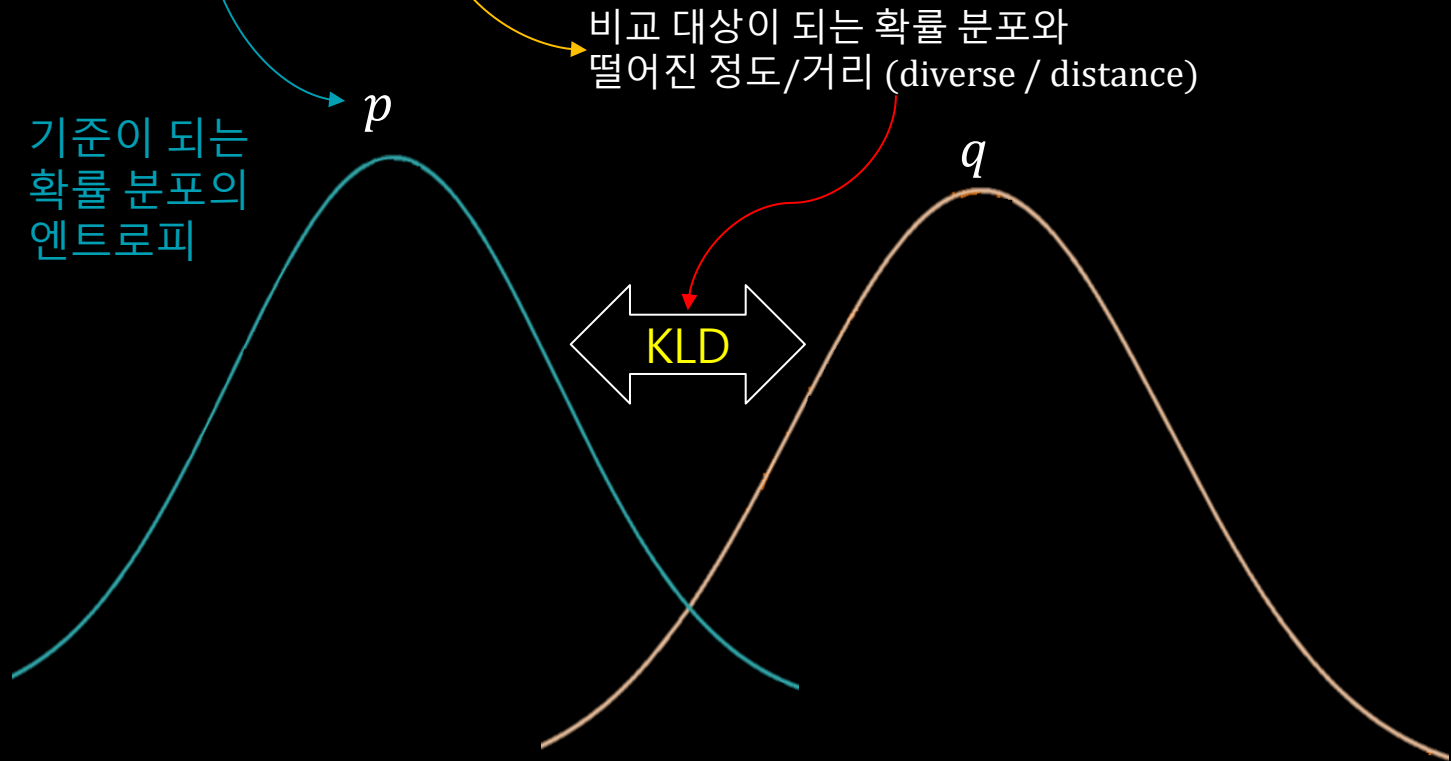 비교 대상이 되는 확률 분포와
떨어진 정도/거리 (diverse / distance)
p
기준이 되는
확률 분포의
엔트로피
q
KLD